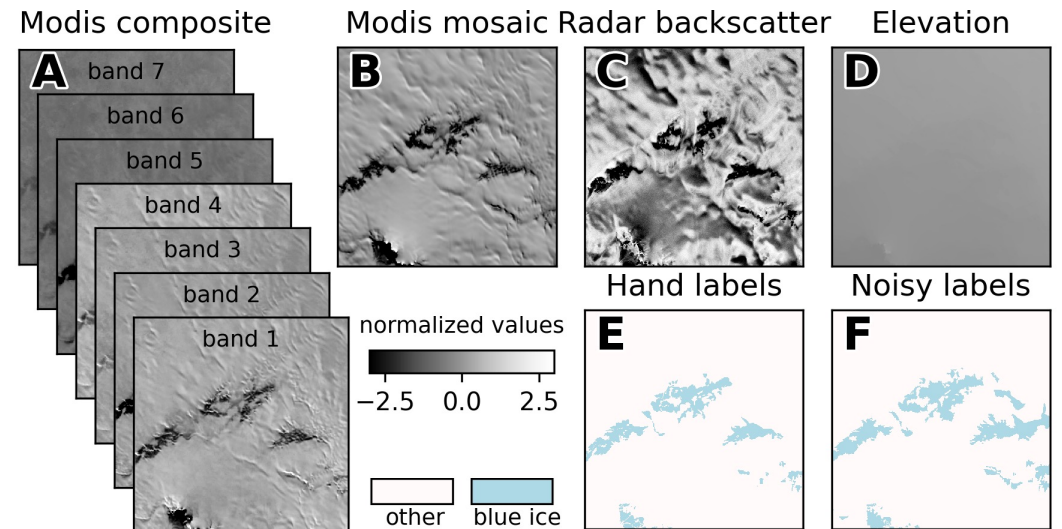 Modis composite
Modis mosaic
Radar backscatter
Elevation
A
band 7
band 6
band 5
band 4
band 3
band 2
band 1
B
C
D
normalized values
−2.5 0.0 2.5
other
blue ice
Hand labels
Noisy labels
E
F